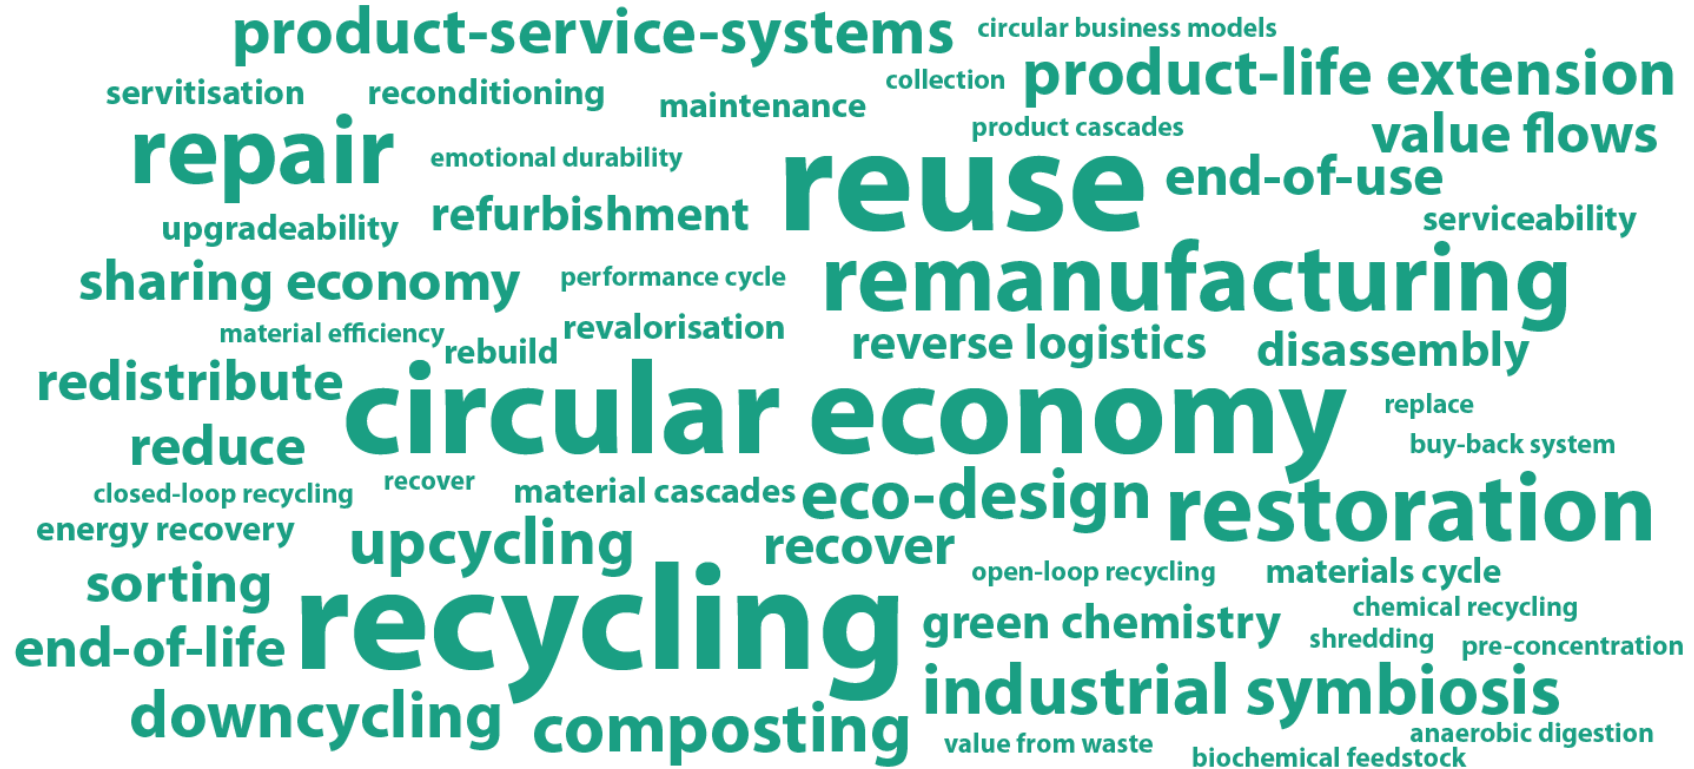 product-service-systems
circular business models
servitisation
reconditioning
maintenance
collection
product-life extension
repair
emotional durability
product cascades
value flows
reuse
end-of-use
upgradeability
refurbishment
serviceability
sharing economy
performance cycle
remanufacturing
material efficiency
rebuild
revalorisation
reverse logistics
disassembly
redistribute
circular economy
replace
reduce
buy-back system
closed-loop recycling
recover
material cascades
eco-design
restoration
energy recovery
upcycling
recover
open-loop recycling
materials cycle
sorting
recycling
chemical recycling
end-of-life
green chemistry
shredding
pre-concentration
downcycling
composting
industrial symbiosis
value from waste
anaerobic digestion
biochemical feedstock